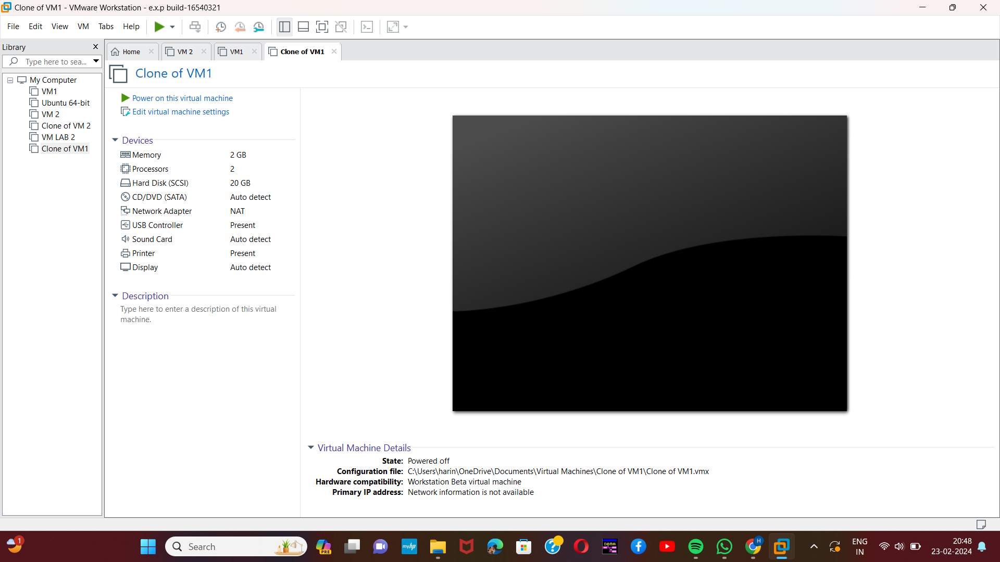 Clone of VM1 - VMware Workstation - e.x.p build-16540321
File Edit View VM Tabs Help
Library
Type here to sea...
My Computer
VM1
Ubuntu 64-bit
VM 2
Clone of VM 2
VM LAB 2
Clone of VM1
Home
VM 2
VM1
Clone of VM1
Clone of VM1
Power on this virtual machine
Edit virtual machine settings
Devices
Memory 2 GB
Processors 2
Hard Disk (SCSI) 20 GB
CD/DVD (SATA) Auto detect
Network Adapter NAT
USB Controller Present
Sound Card Auto detect
Printer Present
Display Auto detect
Description
Type here to enter a description of this virtual
machine.
Virtual Machine Details
State: Powered off
Configuration file: C:\Users\harin\OneDrive\Documents\Virtual Machines\Clone of VM1\Clone of VM1.vmx
Hardware compatibility: Workstation Beta virtual machine
Primary IP address: Network information is not available
1
Search
PRE
myhp
DATA
H
ENG
IN
20:48
23-02-2024